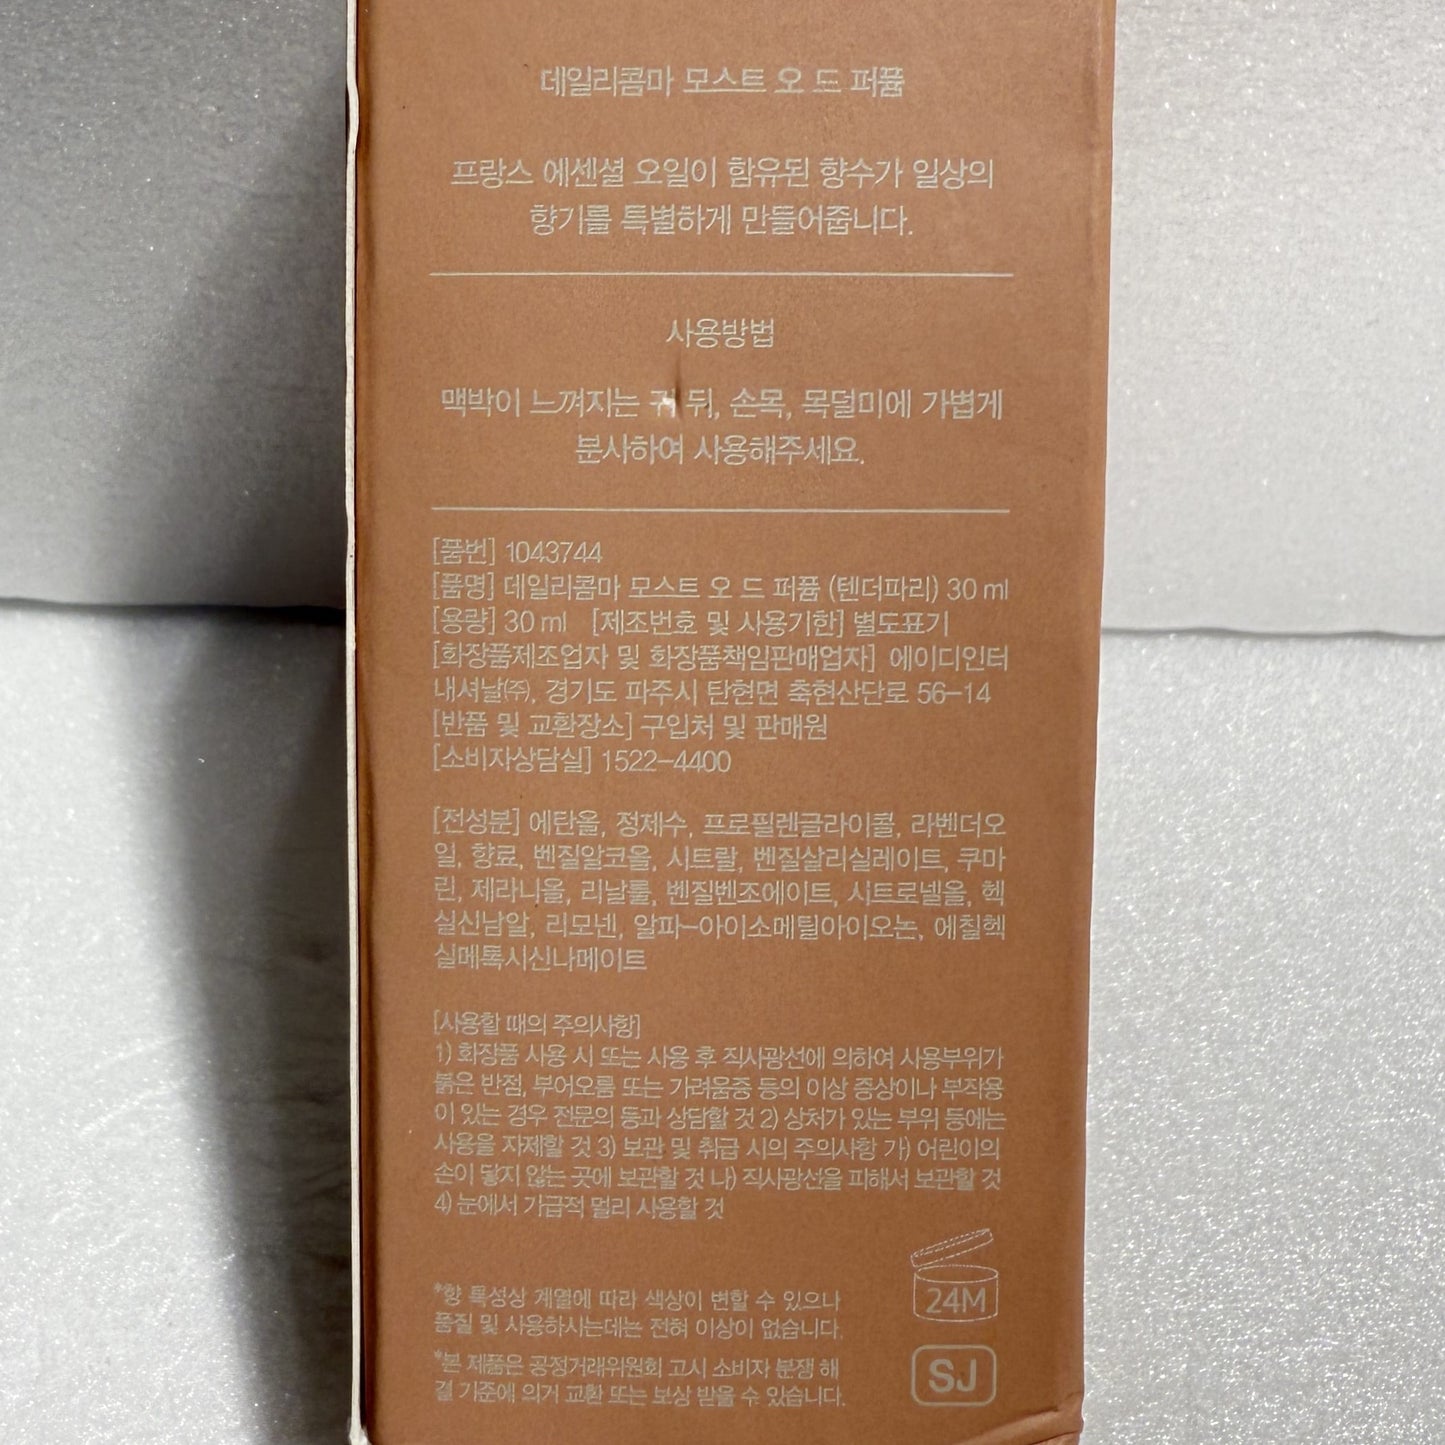 데일리콤마 모스트 오 드 퍼퓸
프랑스 에센셜 오일이 함유된 향수가 일상의
향기를 특별하게 만들어줍니다.
사용방법
맥박이 느껴지는 귀 뒤, 손목, 목덜미에 가볍게
분사하여 사용해주세요.
[품번] 1043744
[품명] 데일리콤마 모스트 오 드 퍼퓸 (텐더파리) 30 ml
[용량] 30 ml [제조번호 및 사용기한] 별도표기
[화장품제조업자 및 화장품책임판매업자] 에이디인터
내셔날㈜, 경기도 파주시 탄현면 축현산단로 56-14
[반품 및 교환장소] 구입처 및 판매원
[소비자상담실] 1522-4400
[전성분] 에탄올, 정제수, 프로필렌글라이콜, 라벤더오
일, 향료, 벤질알코올, 시트랄, 벤질살리실레이트, 쿠마
린, 제라니올, 리날룰, 벤질벤조에이트, 시트로넬올, 헥
실신남알, 리모넨, 알파-아이소메틸아이오논, 에칠헥
실메톡시신나메이트
[사용할 때의 주의사항]
1) 화장품 사용 시 또는 사용 후 직사광선에 의하여 사용부위가
붉은 반점, 부어오름 또는 가려움증 등의 이상 증상이나 부작용
이 있는 경우 전문의 등과 상담할 것 2) 상처가 있는 부위 등에는
사용을 자제할 것 3) 보관 및 취급 시의 주의사항 가) 어린이의
손이 닿지 않는 곳에 보관할 것 나) 직사광선을 피해서 보관할 것
4) 눈에서 가급적 멀리 사용할 것
*향 특성상 계열에 따라 색상이 변할 수 있으나
품질 및 사용하시는데는 전혀 이상이 없습니다.
*본 제품은 공정거래위원회 고시 소비자 분쟁 해
결 기준에 의거 교환 또는 보상 받을 수 있습니다.
24M
SJ